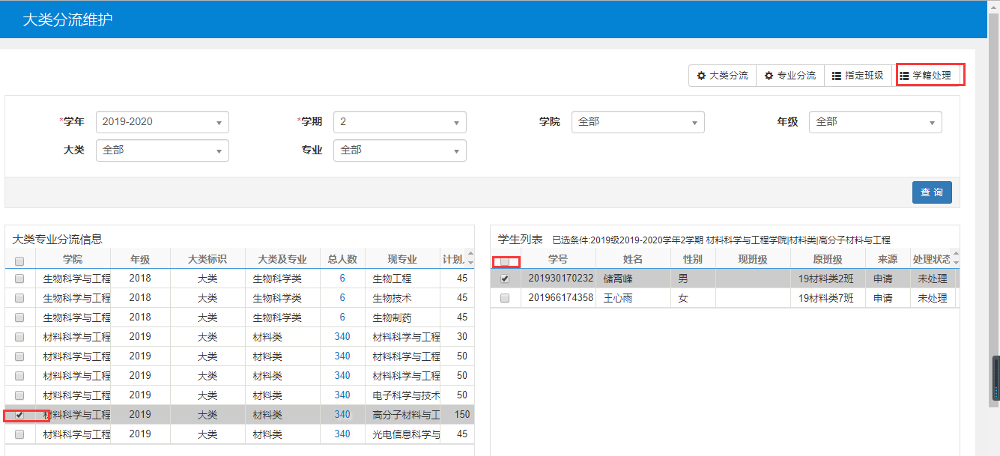 大类分流维护
大类分流 专业分流 指定班级 学籍处理
*学年 2019-2020 *学期 2 学院 全部 年级 全部
大类 全部 专业 全部
查 询
大类专业分流信息
学院 年级 大类标识 大类及专业 总人数 现专业 计划人
生物科学与工程 2018 大类 生物科学类 6 生物工程 45
生物科学与工程 2018 大类 生物科学类 6 生物技术 45
生物科学与工程 2018 大类 生物科学类 6 生物制药 45
材料科学与工程 2019 大类 材料类 340 材料科学与工程 30
材料科学与工程 2019 大类 材料类 340 材料科学与工程 50
材料科学与工程 2019 大类 材料类 340 材料科学与工程 50
材料科学与工程 2019 大类 材料类 340 电子科学与技术 50
材料科学与工程 2019 大类 材料类 340 高分子材料与工 150
材料科学与工程 2019 大类 材料类 340 光电信息科学与 45
学生列表 已选条件:2019级2019-2020学年2学期 材料科学与工程学院|材料类|高分子材料与工程
学号 姓名 性别 现班级 原班级 来源 处理状态
201930170232 储霄峰 男 19材料类2班 申请 未处理
201966174358 王心雨 女 19材料类7班 申请 未处理